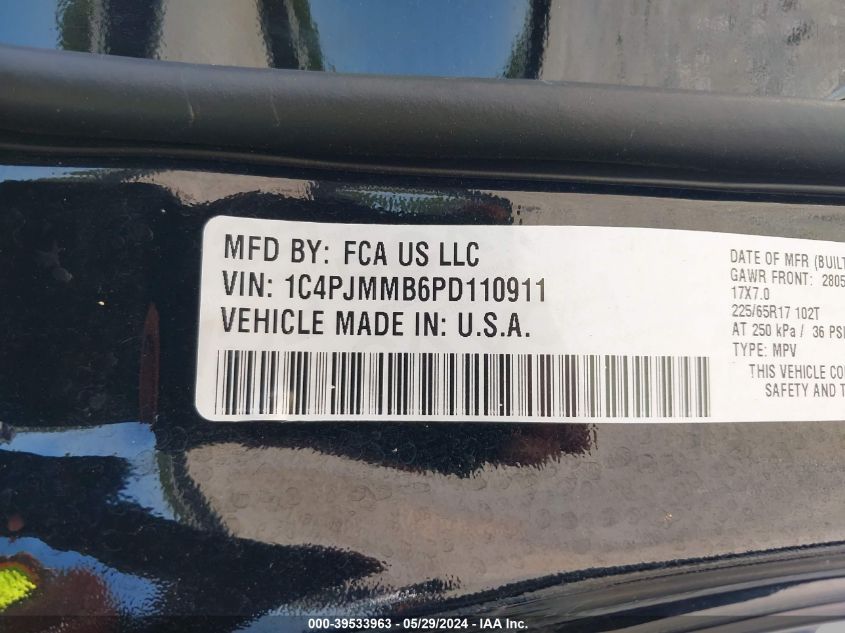 MFD BY: FCA US LLC
VIN: 1C4PJMMB6PD110911
VEHICLE MADE IN: U.S.A.
DATE OF MFR (BUILT
GAWR FRONT: 2805
17X7.0
225/65R17 102T
AT 250 kPa / 36 PSI
TYPE: MPV
THIS VEHICLE CO
SAFETY AND T
000-39533963 - 05/29/2024 - IAA Inc.